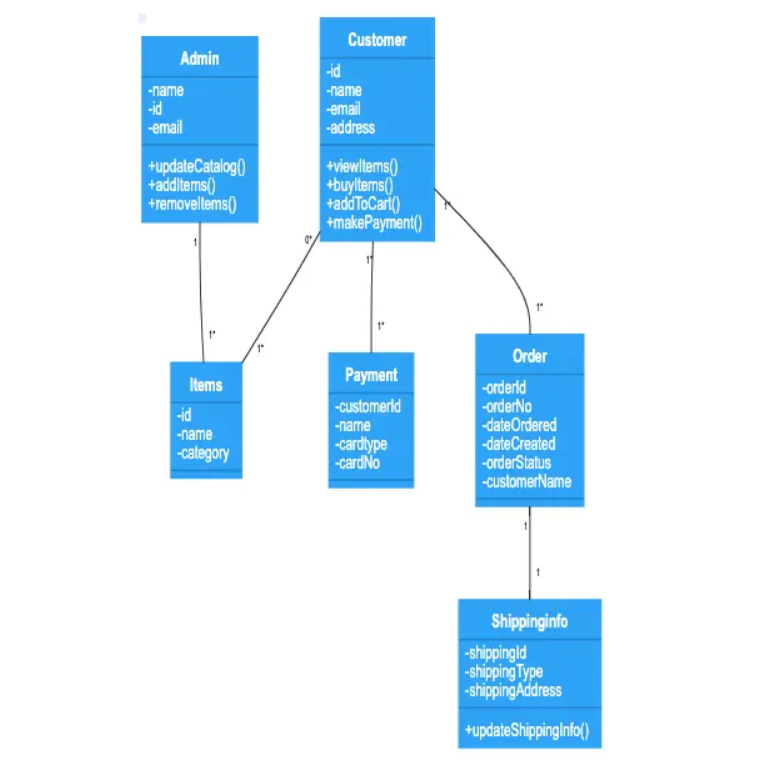 Admin
-name
-id
-email
+updateCatalog()
+addItems()
+removeItems()
Customer
-id
-name
-email
-address
+viewItems()
+buyItems()
+addToCart()
+makePayment()
1
0*
1*
1*
1*
1*
1*
1*
Items
-id
-name
-category
Payment
-customerId
-name
-cardtype
-cardNo
Order
-orderId
-orderNo
-dateOrdered
-dateCreated
-orderStatus
-customerName
1
1
Shippinginfo
-shippingId
-shippingType
-shippingAddress
+updateShippingInfo()